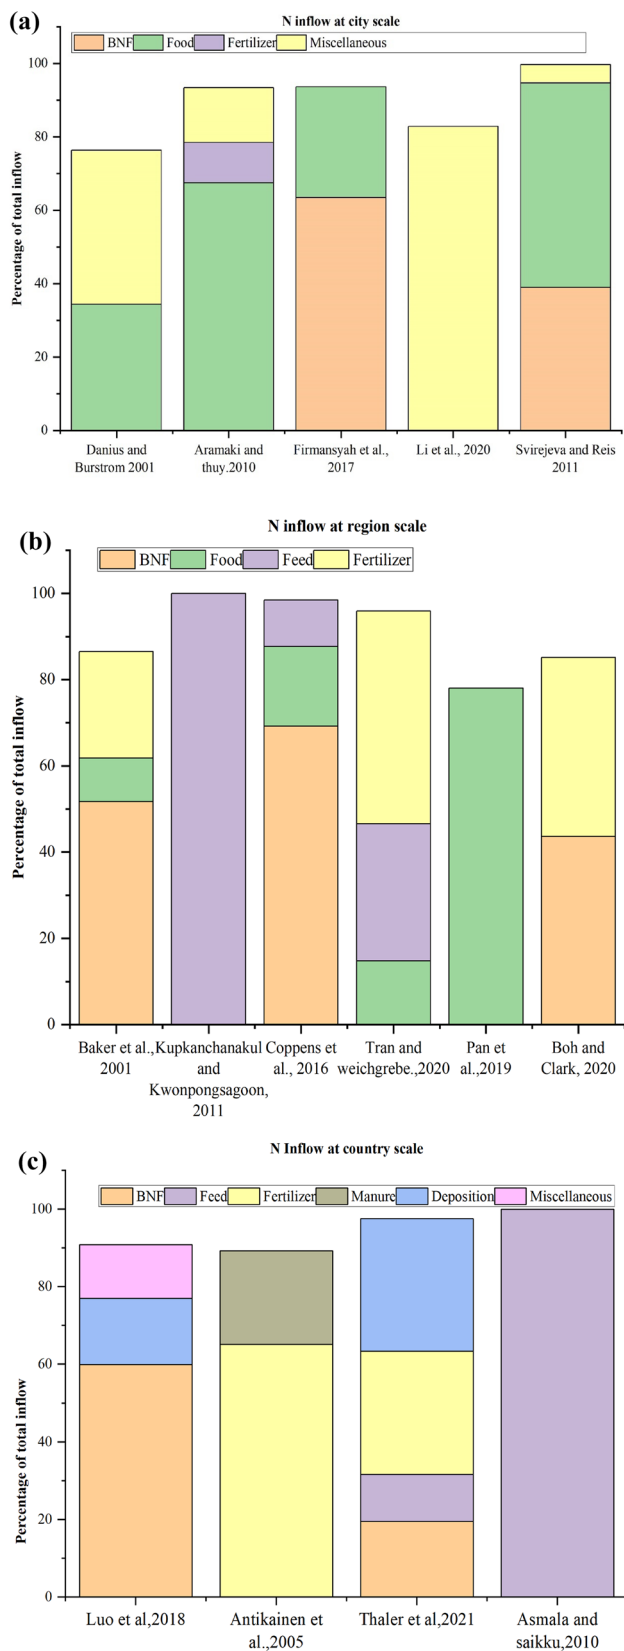 (a)
N inflow at city scale
BNF Food Fertilizer Miscellaneous
100
80
60
40
20
0
Percentage of total inflow
Danius and Burstrom 2001
Aramaki and thuy.2010
Firmansyah et al., 2017
Li et al., 2020
Svirejeva and Reis 2011
(b)
N inflow at region scale
BNF Food Feed Fertilizer
100
80
60
40
20
0
Percentage of total inflow
Baker et al., 2001
Kupkanchanakul and Kwonpongsagoon, 2011
Coppens et al., 2016
Tran and weichgrebe.,2020
Pan et al.,2019
Boh and Clark, 2020
(c)
N Inflow at country scale
BNF Feed Fertilizer Manure Deposition Miscellaneous
100
80
60
40
20
0
Percentage of total inflow
Luo et al,2018
Antikainen et al.,2005
Thaler et al,2021
Asmala and saikku,2010